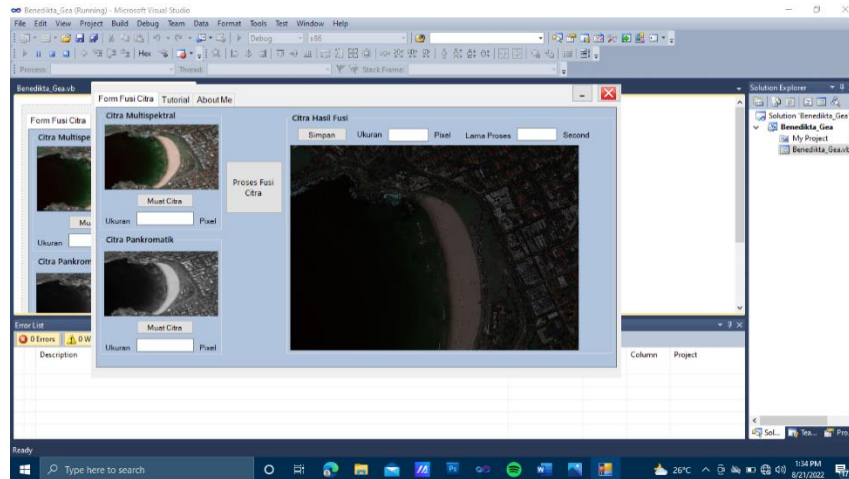 Benedikta_Gea (Running) - Microsoft Visual Studio
File Edit View Project Build Debug Team Data Format Tools Test Window Help
Debug x86
Hex
Process: Thread: Stack Frame:
Benedikta_Gea.vb
Form Fusi Citra
Citra Multispe
Mu
Ukuran
Citra Pankrom
Form Fusi Citra Tutorial About Me
Citra Multispektral
Muat Citra
Ukuran Pixel
Citra Pankromatik
Muat Citra
Ukuran Pixel
Proses Fusi
Citra
Citra Hasil Fusi
Simpan Ukuran Pixel Lama Proses Second
Solution Explorer
Solution 'Benedikta_Gea'
Benedikta_Gea
My Project
Benedikta_Gea.vb
Error List
0 Errors 0 W
Description Column Project
Sol... Tea... Pro
Ready
Type here to search
26°C
1:34 PM
8/21/2022